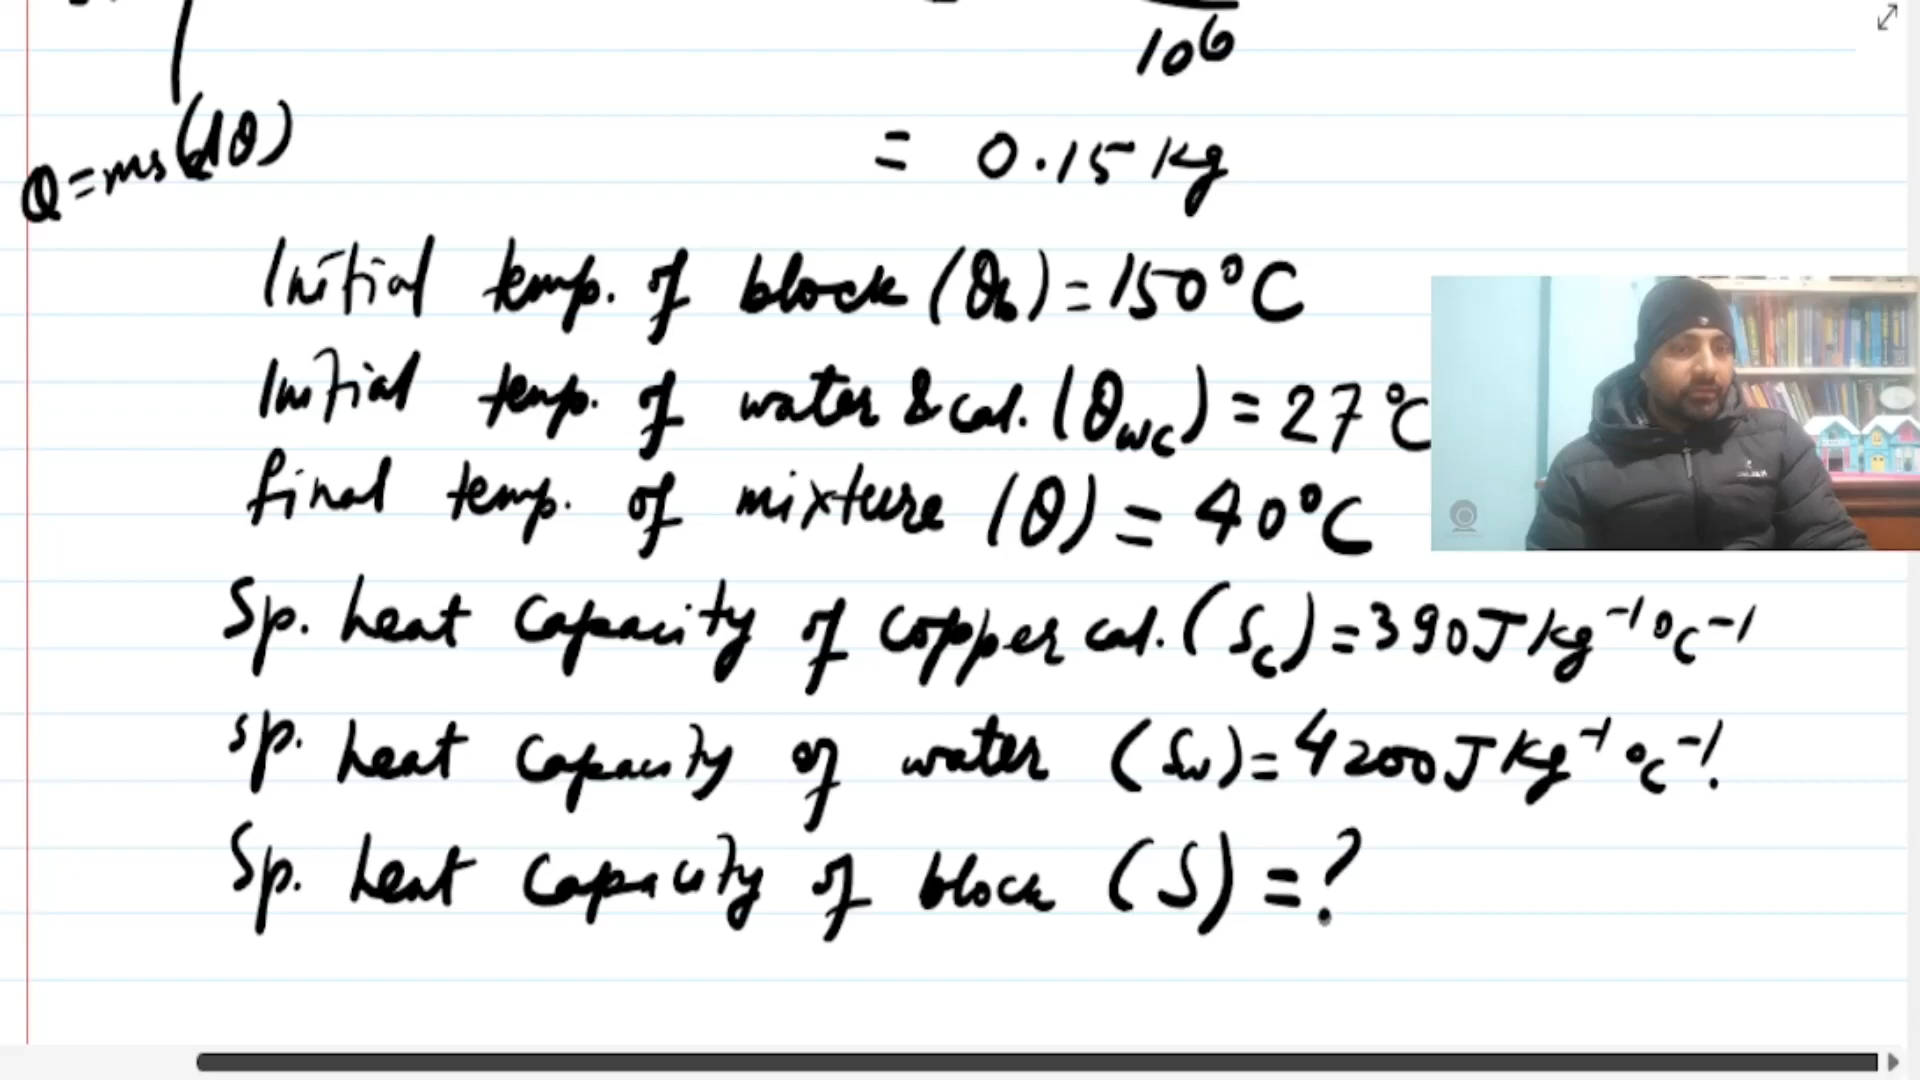 10⁶
Q=ms(dθ)
= 0.15 kg
Initial temp. of block (θb) = 150°C
Initial temp. of water & cal. (θwc) = 27°C
final temp. of mixture (θ) = 40°C
Sp. heat capacity of copper cal. (Sc) = 390 J kg⁻¹ °C⁻¹
sp. heat capacity of water (Sw) = 4200 J kg⁻¹ °C⁻¹.
Sp. heat capacity of block (S) = ?